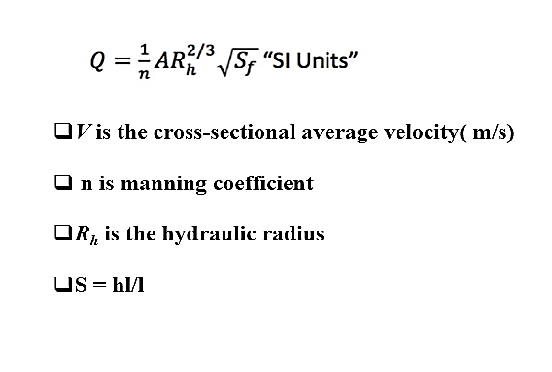 Q = 1/n AR_h^{2/3} √S_f “SI Units”
❑V is the cross-sectional average velocity( m/s)
❑ n is manning coefficient
❑R_h is the hydraulic radius
❑S = hl/l